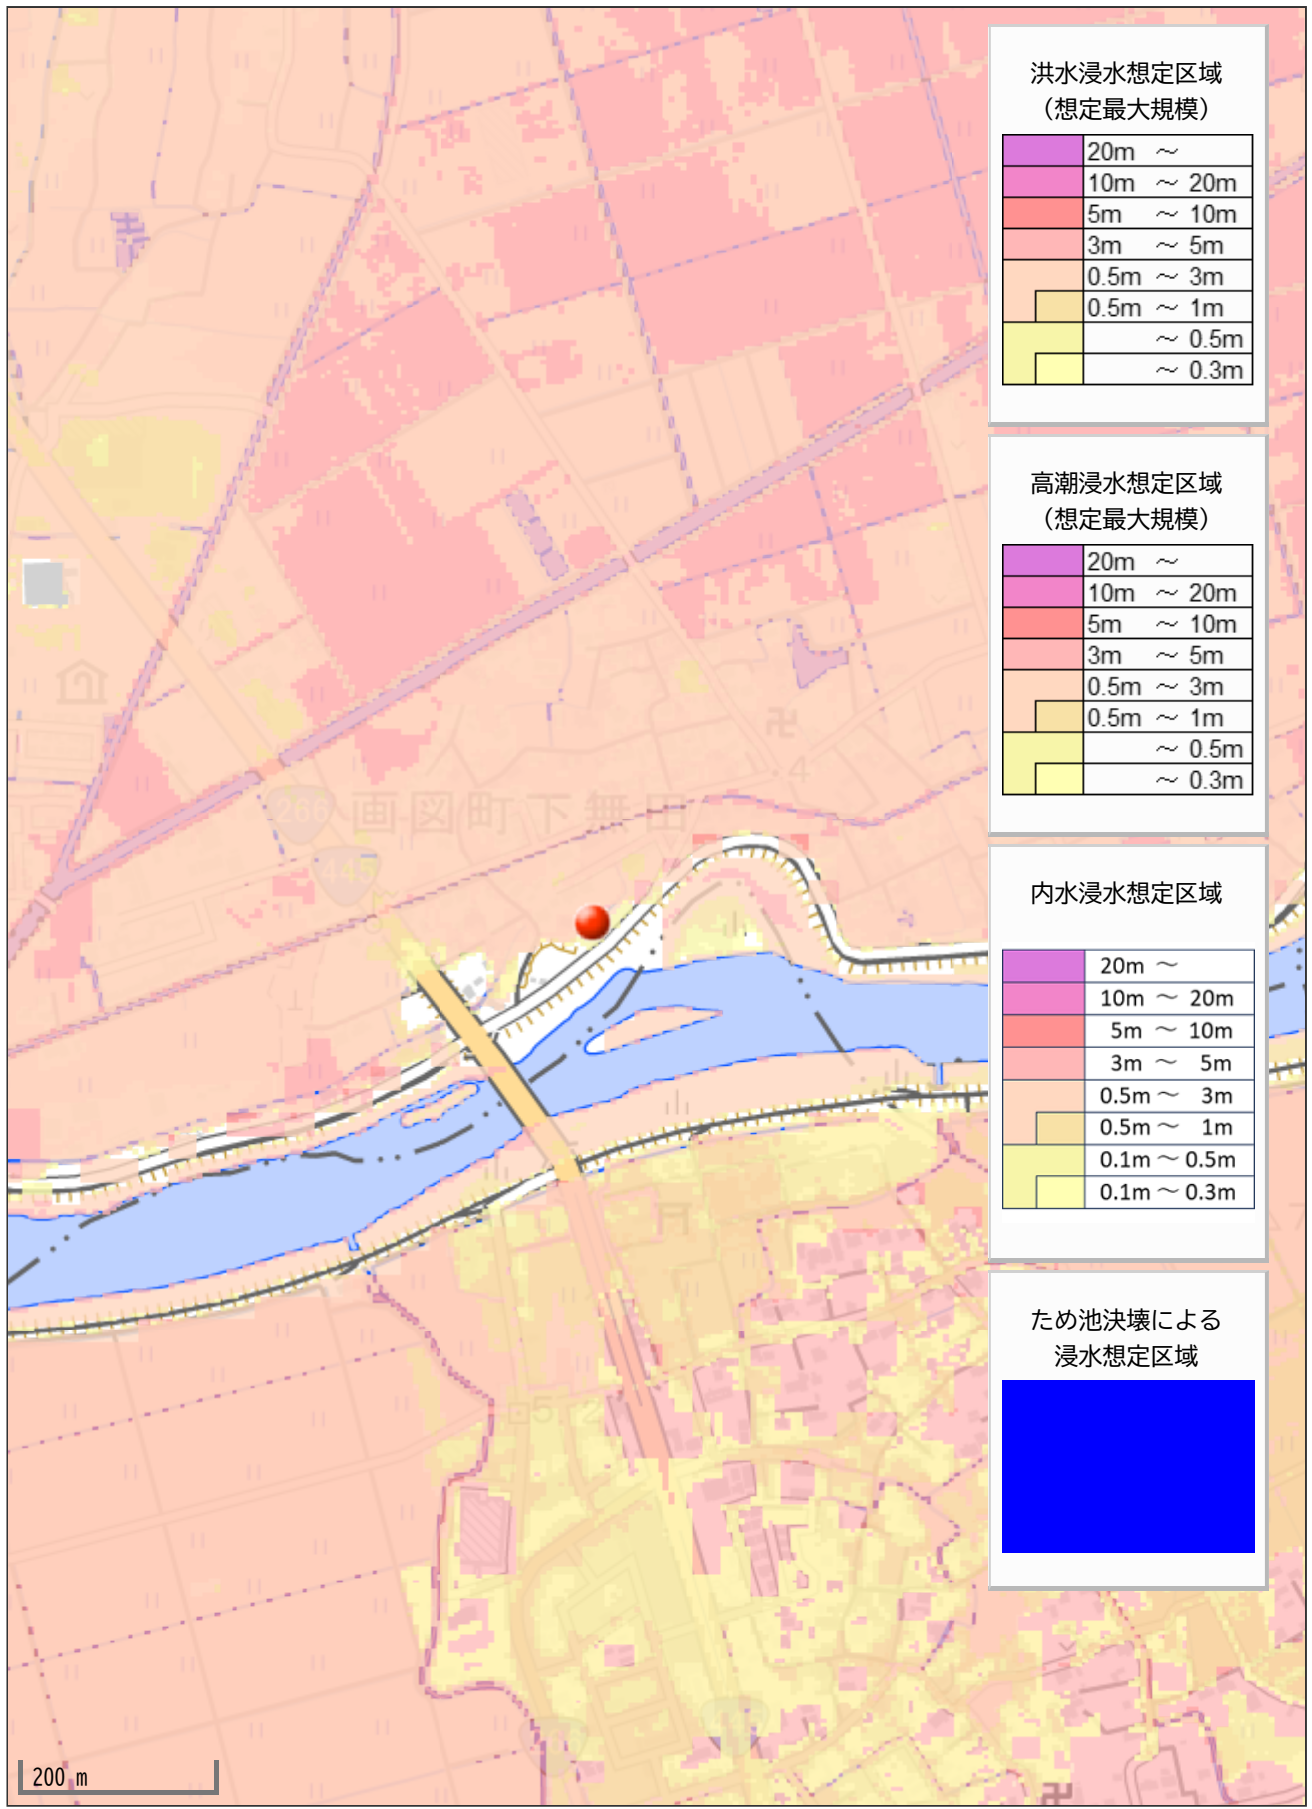 洪水浸水想定区域
（想定最大規模）
20m ～
10m ～ 20m
5m ～ 10m
3m ～ 5m
0.5m ～ 3m
0.5m ～ 1m
～ 0.5m
～ 0.3m
高潮浸水想定区域
（想定最大規模）
20m ～
10m ～ 20m
5m ～ 10m
3m ～ 5m
0.5m ～ 3m
0.5m ～ 1m
～ 0.5m
～ 0.3m
内水浸水想定区域
20m ～
10m ～ 20m
5m ～ 10m
3m ～ 5m
0.5m ～ 3m
0.5m ～ 1m
0.1m ～ 0.5m
0.1m ～ 0.3m
ため池決壊による
浸水想定区域
266
画図町下無田
445
5.2
200 m